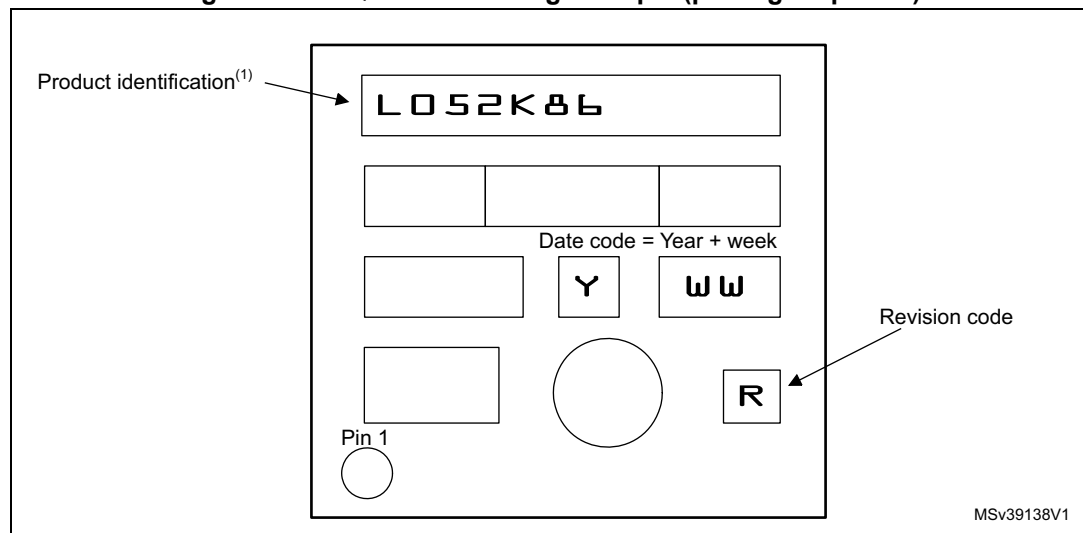 Product identification(1)
L052K86
Date code = Year + week
Y WW
Revision code
R
Pin 1
MSv39138V1